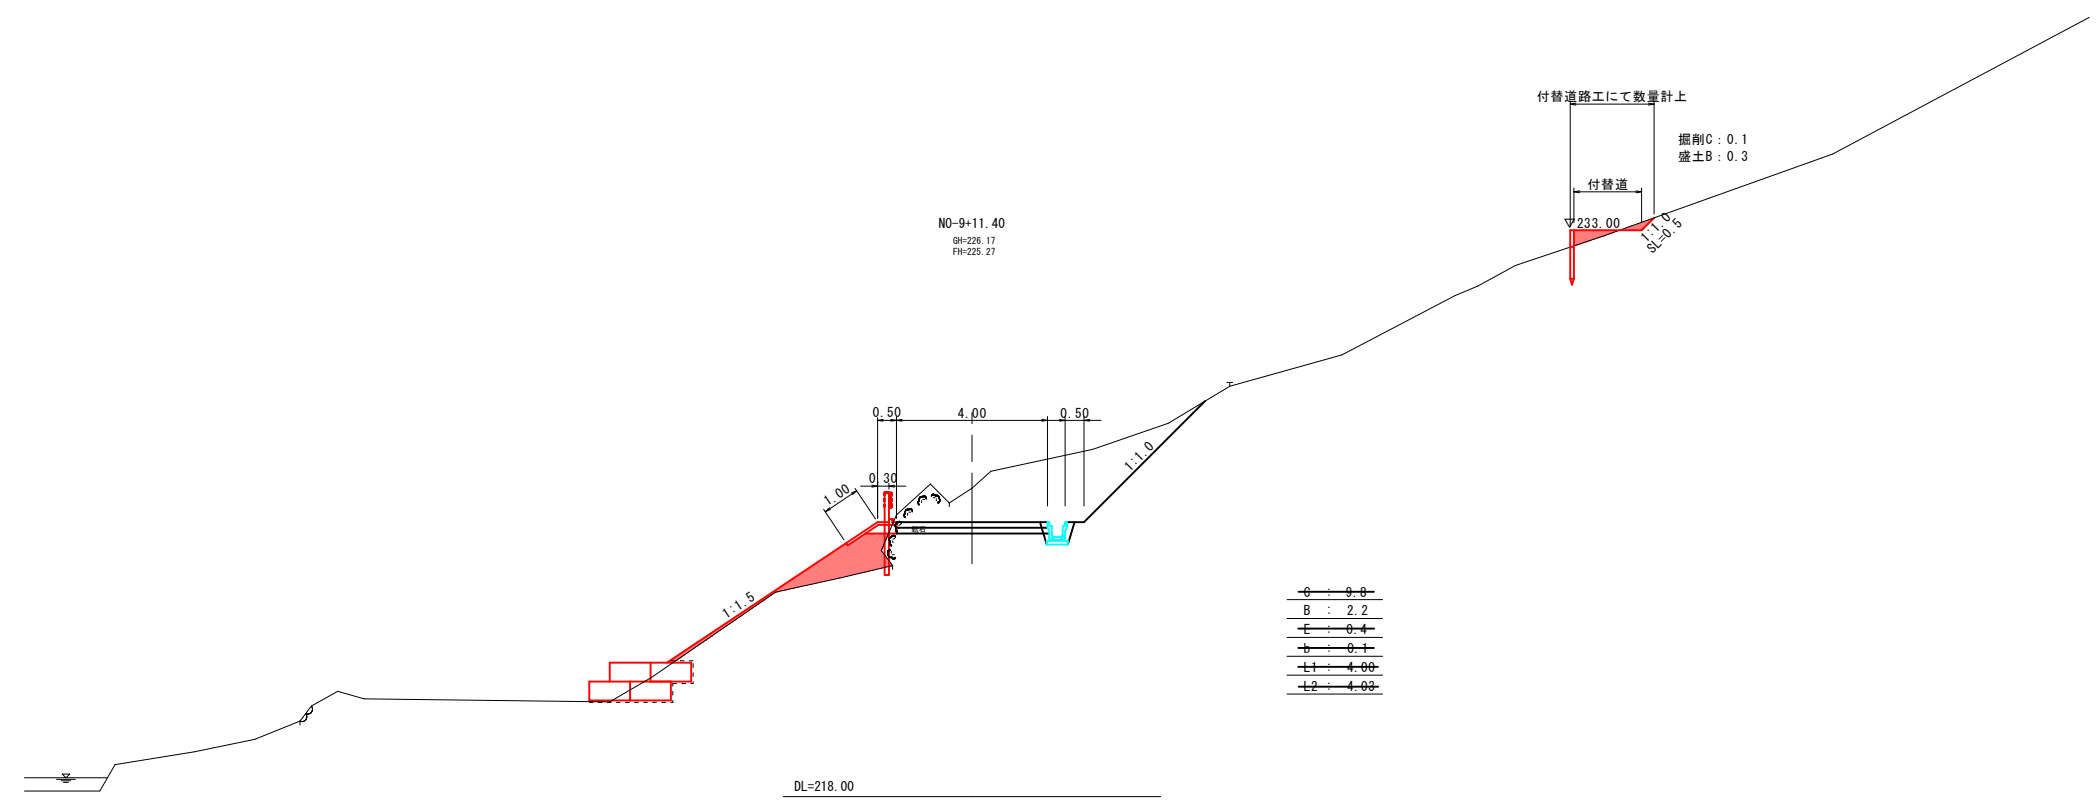 付替道路工にて数量計上
掘削C：0.1
盛土B：0.3
付替道
233.00
1:1.0
SL=0.5
NO-9+11.40
GH=226.17
FH=225.27
0.50
4.00
0.50
0.30
1.00
1:1.0
1:1.5
C : 9.8
B : 2.2
E : 0.4
b : 0.1
L1 : 4.00
L2 : 4.03
DL=218.00